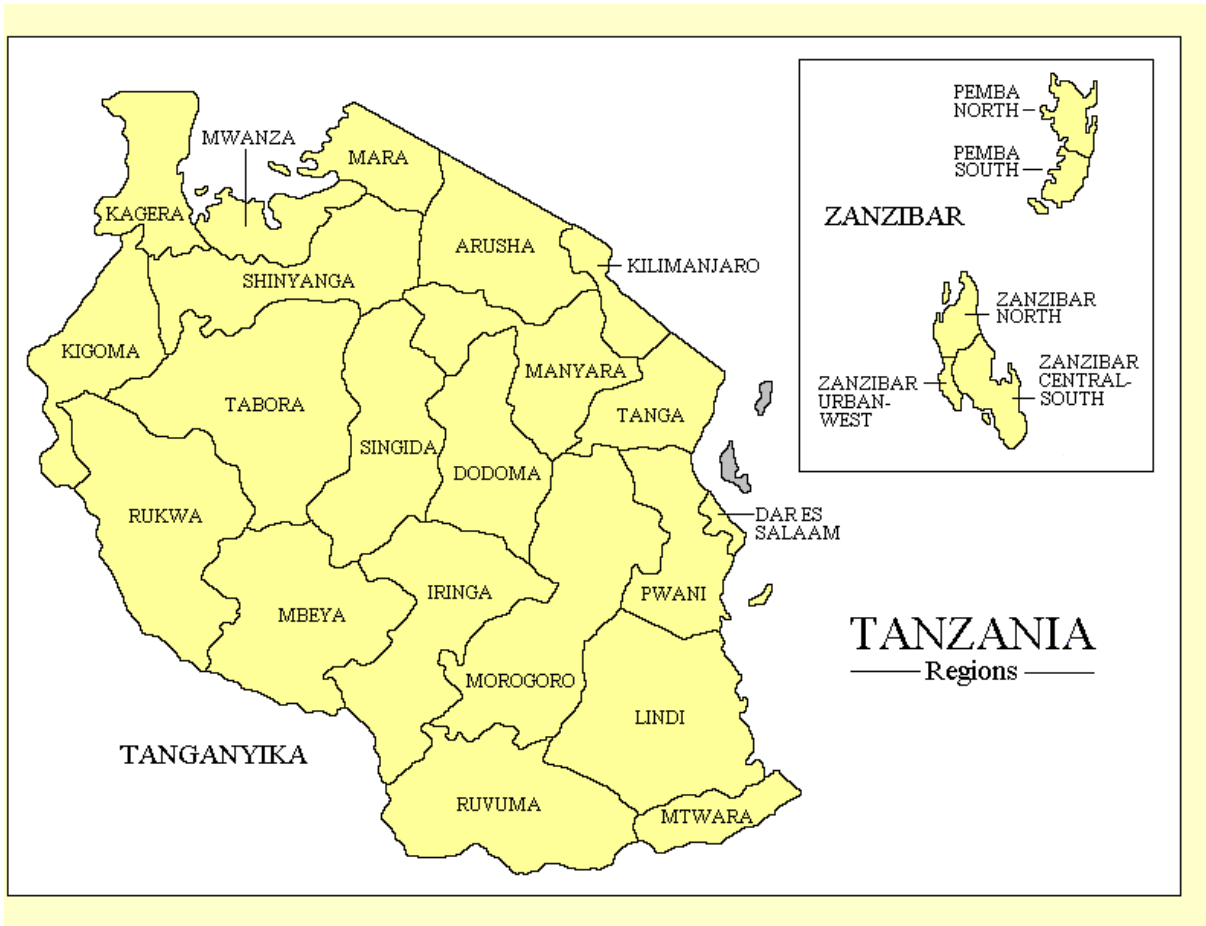 MWANZA
MARA
KAGERA
ARUSHA
KILIMANJARO
SHINYANGA
KIGOMA
MANYARA
TABORA
TANGA
SINGIDA
DODOMA
RUKWA
DAR ES
SALAAM
IRINGA
PWANI
MBEYA
MOROGORO
LINDI
RUVUMA
MTWARA
TANGANYIKA
PEMBA
NORTH
PEMBA
SOUTH
ZANZIBAR
ZANZIBAR
NORTH
ZANZIBAR
URBAN-
WEST
ZANZIBAR
CENTRAL-
SOUTH
TANZANIA
Regions